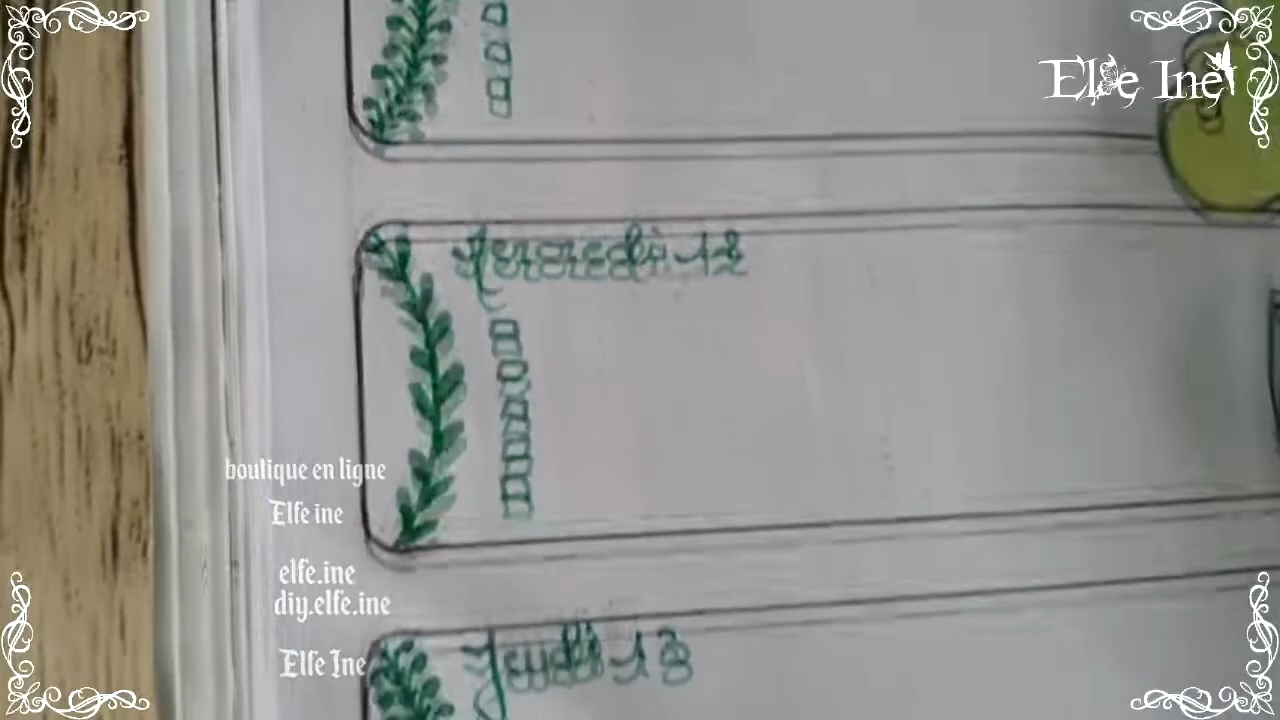 Elfe Ine
Mercredi 12
boutique en ligne
Elfe ine
elfe.ine
diy.elfe.ine
Elfe Ine
Jeudi 13